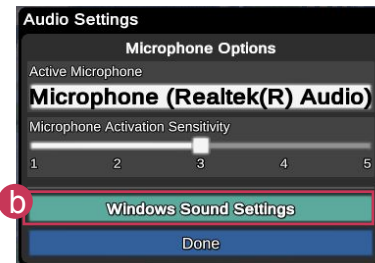 Audio Settings
Microphone Options
Active Microphone
Microphone (Realtek(R) Audio)
Microphone Activation Sensitivity
1 2 3 4 5
b
Windows Sound Settings
Done